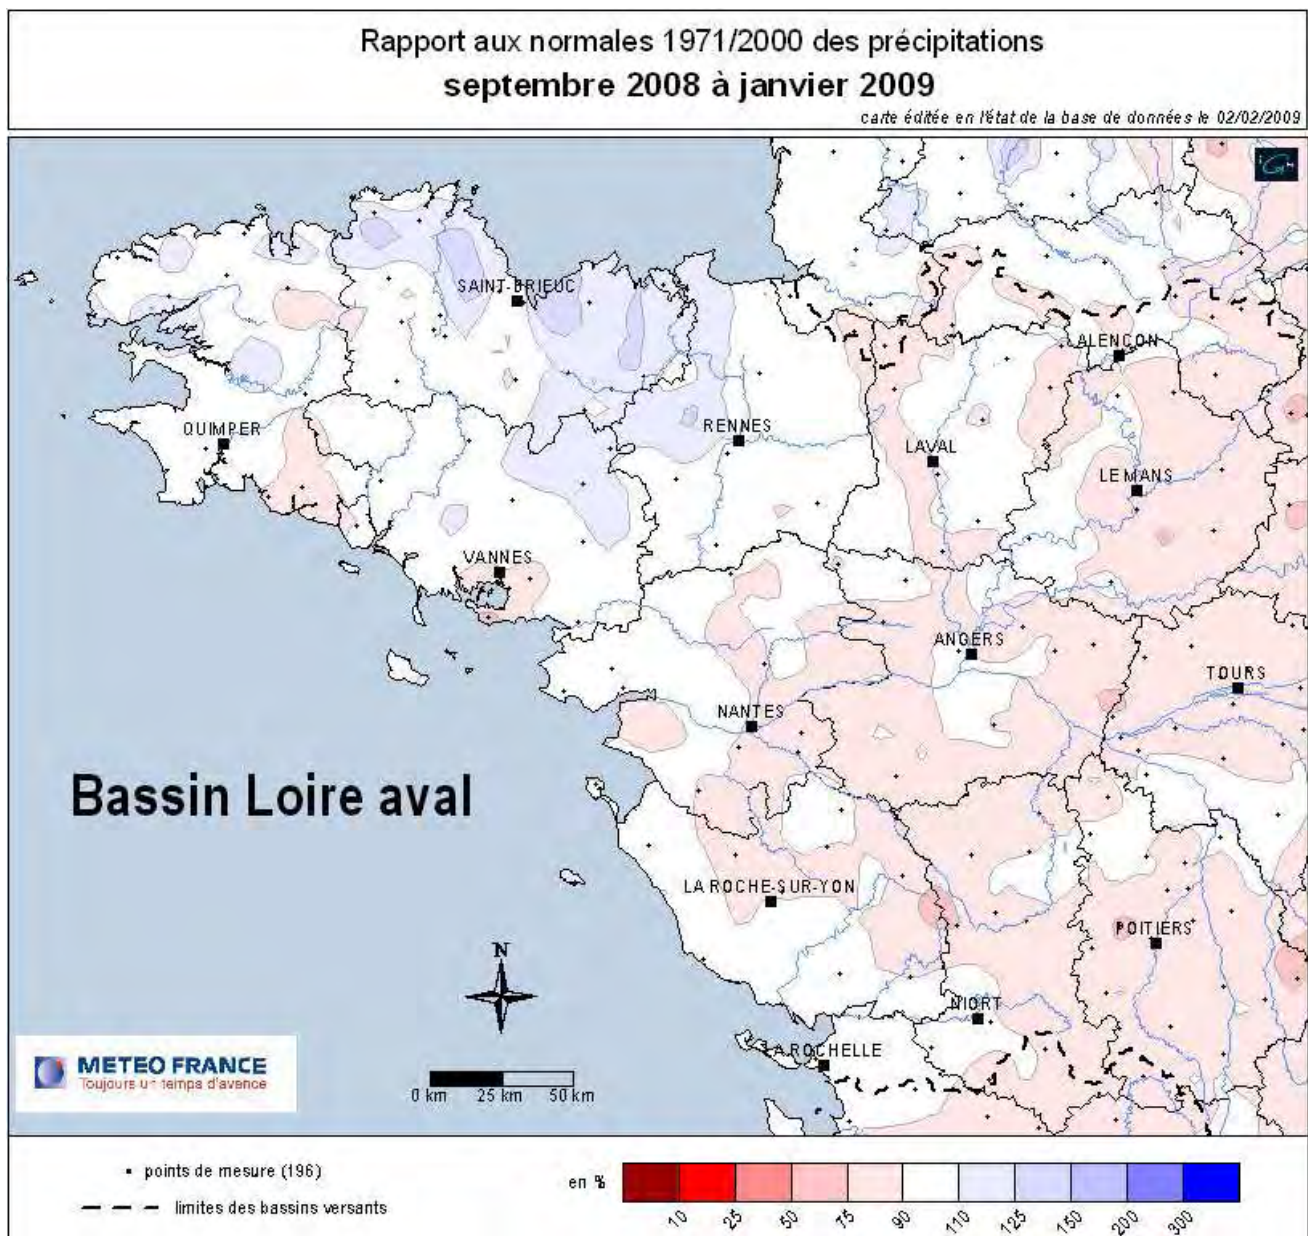 Rapport aux normales 1971/2000 des précipitations
septembre 2008 à janvier 2009
carte éditée en l'état de la base de données le 02/02/2009
SAINT-BRIEUC
ALENCON
QUIMPER
RENNES
LAVAL
LE MANS
VANNES
ANGERS
TOURS
NANTES
Bassin Loire aval
LA ROCHE-SUR-YON
POITIERS
N
NIORT
LA ROCHELLE
METEO FRANCE
Toujours un temps d'avance
0 km 25 km 50 km
points de mesure (196)
limites des bassins versants
en %
10 25 50 75 90 110 125 150 200 300